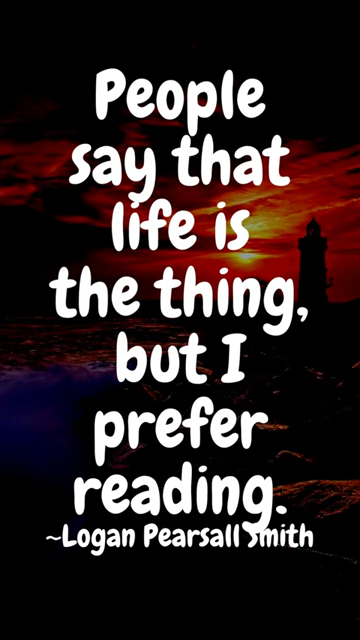 People
say that
life is
the thing,
but I
prefer
reading.
~Logan Pearsall Smith